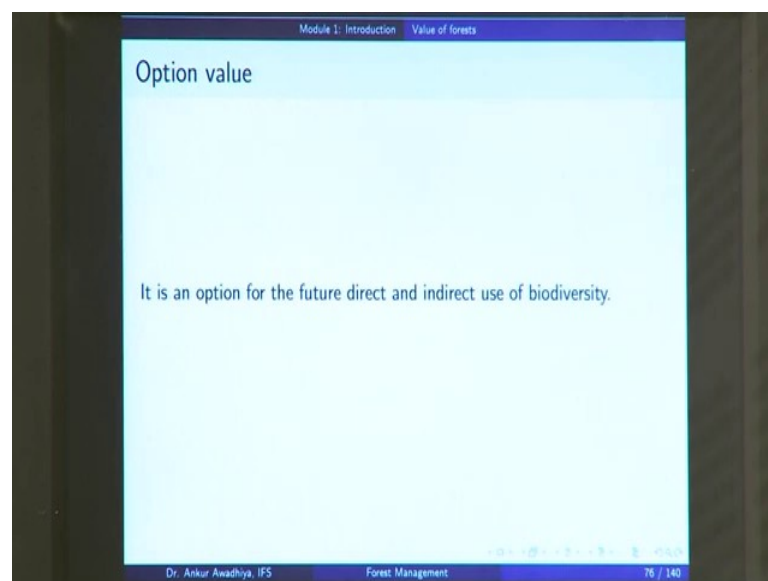 Module 1: Introduction Value of forests
Option value
It is an option for the future direct and indirect use of biodiversity.
Dr. Ankur Awadhiya, IFS Forest Management 76 / 140